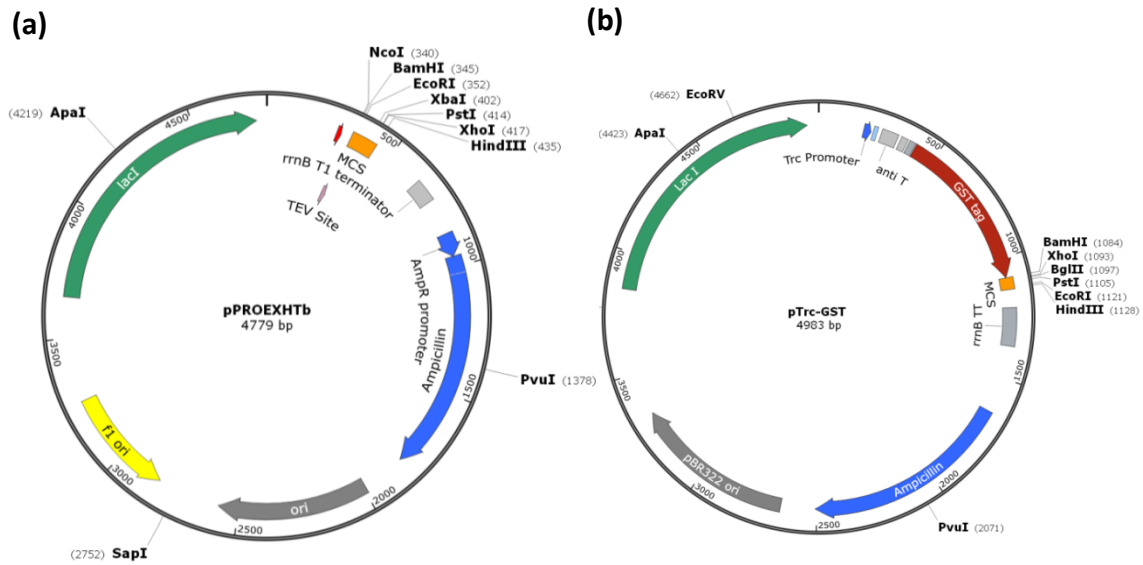 (a)
NcoI (340)
BamHI (345)
EcoRI (352)
XbaI (402)
PstI (414)
XhoI (417)
HindIII (435)
(4219) ApaI
4500
500
lacI
MCS
rrnB T1 terminator
TEV Site
4000
1000
AmpR promoter
Ampicillin
pPROEXHTb
4779 bp
PvuI (1378)
3500
1500
f1 ori
3000
ori
2000
2500
(2752) SapI
(b)
(4662) EcoRV
(4423) ApaI
4500
500
Trc Promoter
anti T
Lac I
GST tag
4000
1000
BamHI (1084)
XhoI (1093)
BglII (1097)
PstI (1105)
EcoRI (1121)
HindIII (1128)
MCS
rrnB TT
pTrc-GST
4983 bp
3500
1500
pBR322 ori
Ampicillin
3000
2000
2500
PvuI (2071)